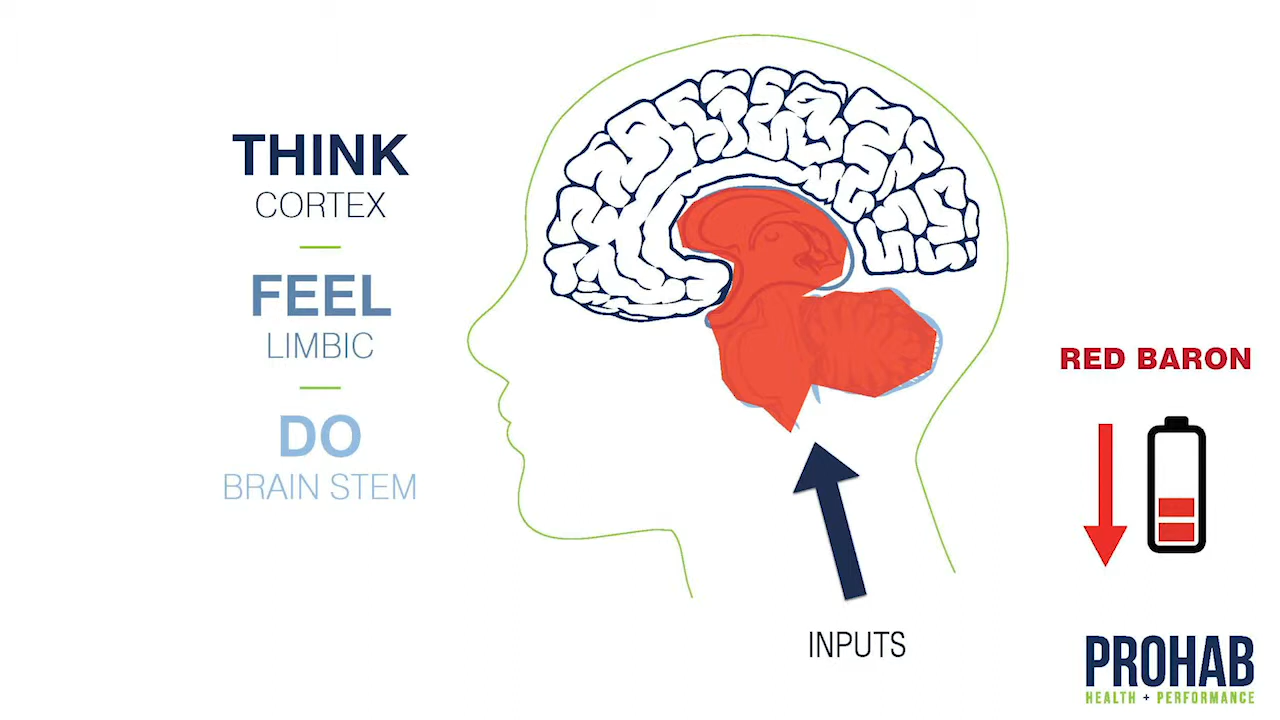 THINK
CORTEX
FEEL
LIMBIC
DO
BRAIN STEM
INPUTS
RED BARON
PROHAB
HEALTH + PERFORMANCE